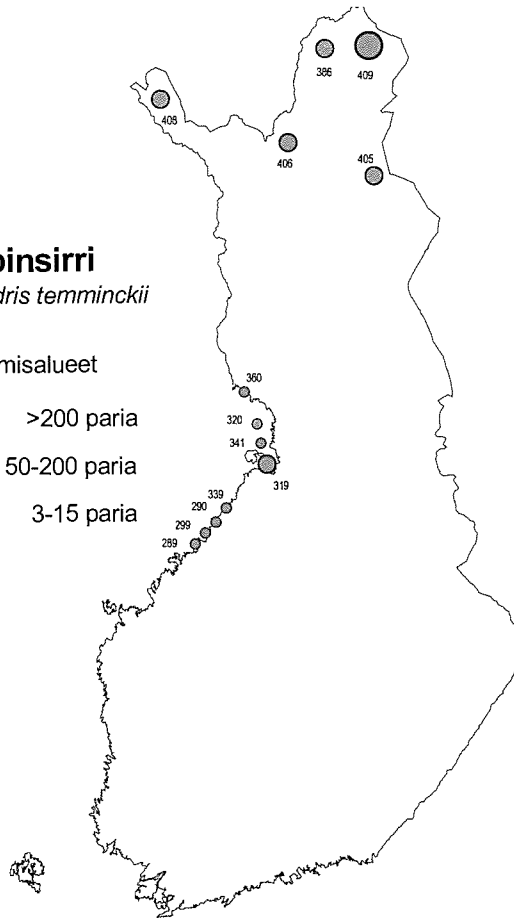 386
409
408
406
405
pinsirri
dris temminckii
misalueet
360
>200 paria
320
341
50-200 paria
319
3-15 paria
339
290
299
289